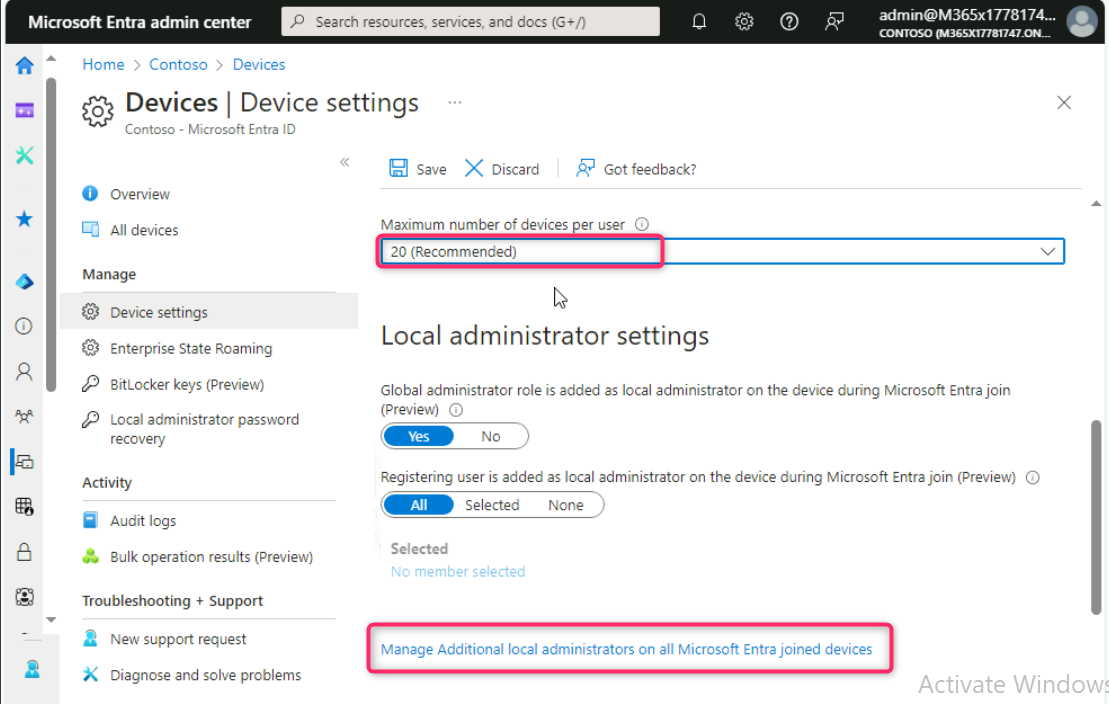 Microsoft Entra admin center
Search resources, services, and docs (G+/)
admin@M365x1778174...
CONTOSO (M365X17781747.ON...
Home > Contoso > Devices
Devices | Device settings ...
Contoso - Microsoft Entra ID
Save
Discard
Got feedback?
Overview
All devices
Manage
Device settings
Enterprise State Roaming
BitLocker keys (Preview)
Local administrator password
recovery
Activity
Audit logs
Bulk operation results (Preview)
Troubleshooting + Support
New support request
Diagnose and solve problems
Maximum number of devices per user
20 (Recommended)
Local administrator settings
Global administrator role is added as local administrator on the device during Microsoft Entra join
(Preview)
Yes No
Registering user is added as local administrator on the device during Microsoft Entra join (Preview)
All Selected None
Selected
No member selected
Manage Additional local administrators on all Microsoft Entra joined devices
Activate Windows